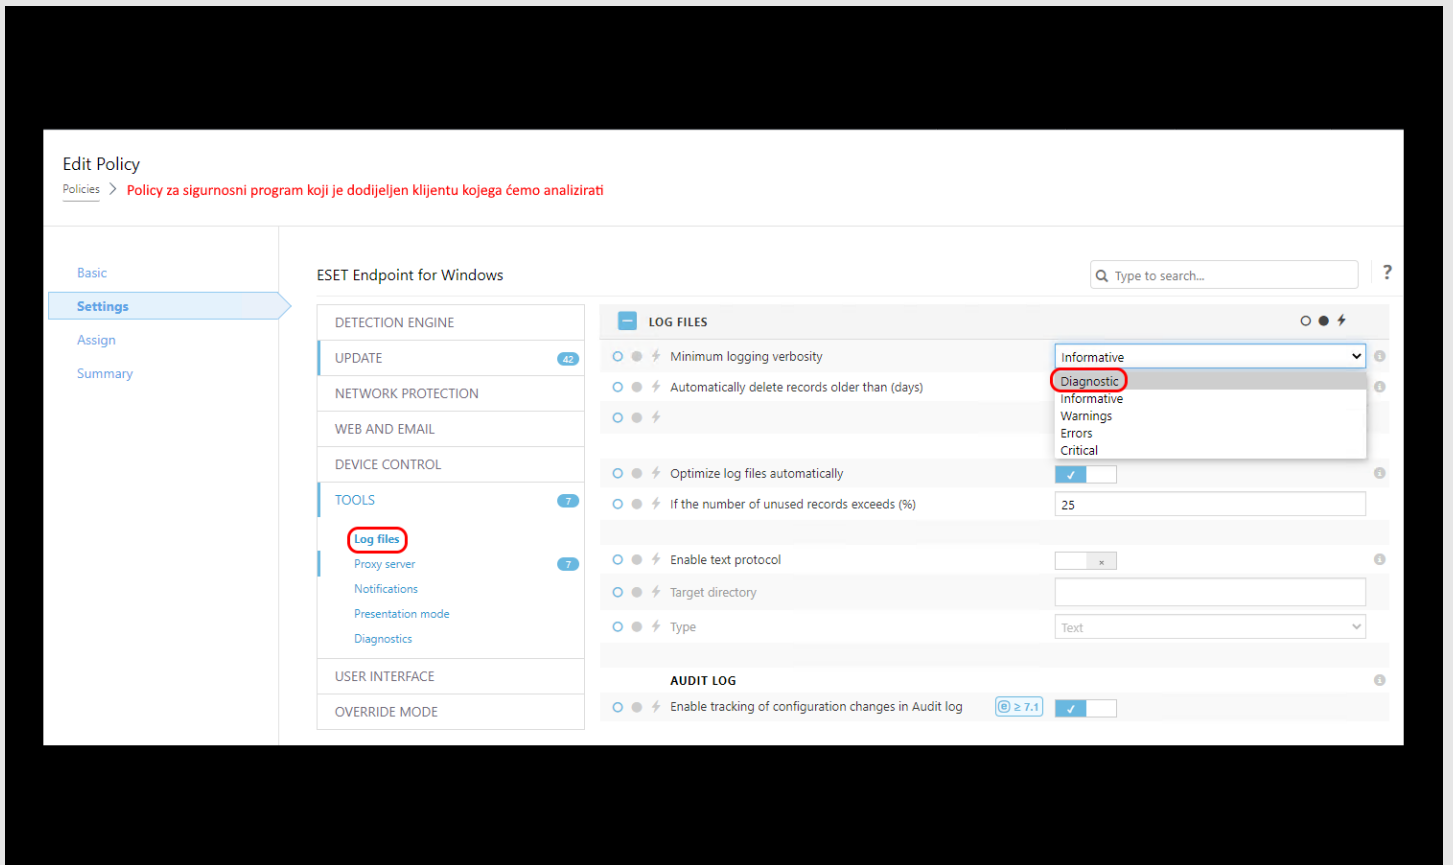 Edit Policy
Policies > Policy za sigurnosni program koji je dodijeljen klijentu kojega ćemo analizirati
Basic
Settings
Assign
Summary
ESET Endpoint for Windows
Type to search...
?
DETECTION ENGINE
UPDATE 42
NETWORK PROTECTION
WEB AND EMAIL
DEVICE CONTROL
TOOLS 7
Log files
Proxy server 7
Notifications
Presentation mode
Diagnostics
USER INTERFACE
OVERRIDE MODE
LOG FILES
Minimum logging verbosity Informative
Diagnostic
Informative
Warnings
Errors
Critical
Automatically delete records older than (days)
Optimize log files automatically
If the number of unused records exceeds (%) 25
Enable text protocol
Target directory
Type Text
AUDIT LOG
Enable tracking of configuration changes in Audit log ≥ 7.1